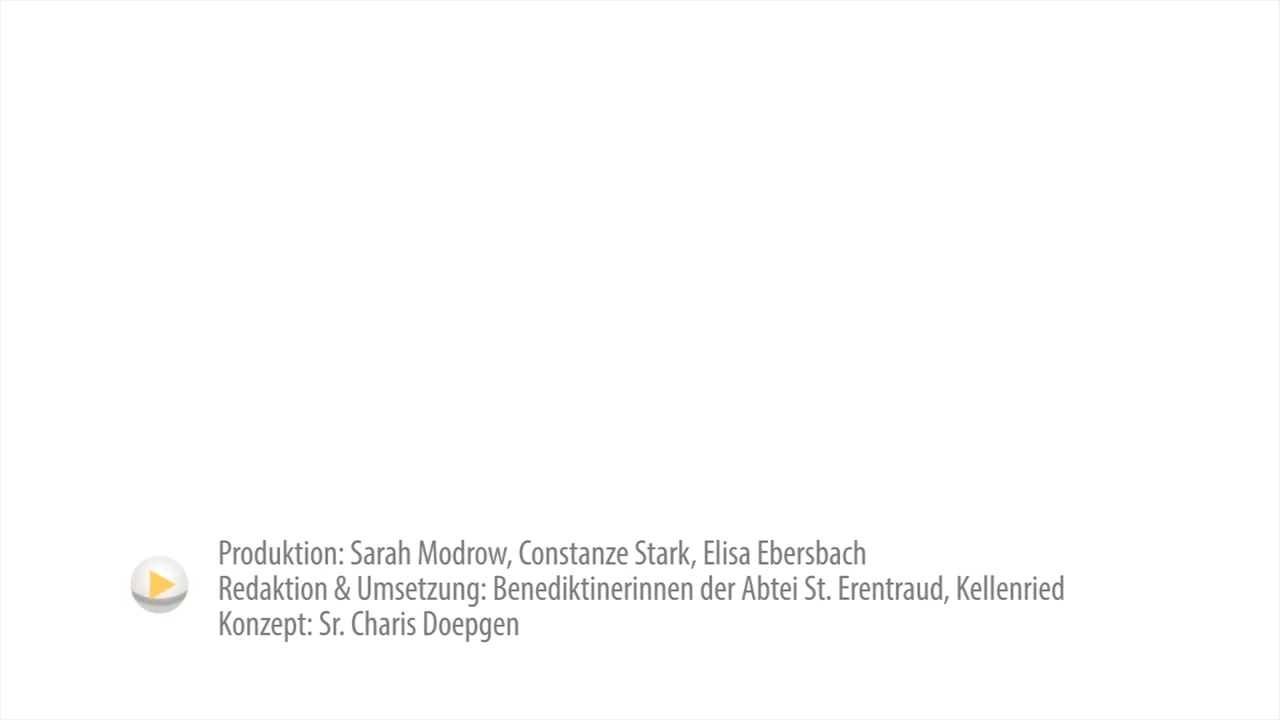 Produktion: Sarah Modrow, Constanze Stark, Elisa Ebersbach
Redaktion & Umsetzung: Benediktinerinnen der Abtei St. Erentraud, Kellenried
Konzept: Sr. Charis Doepgen